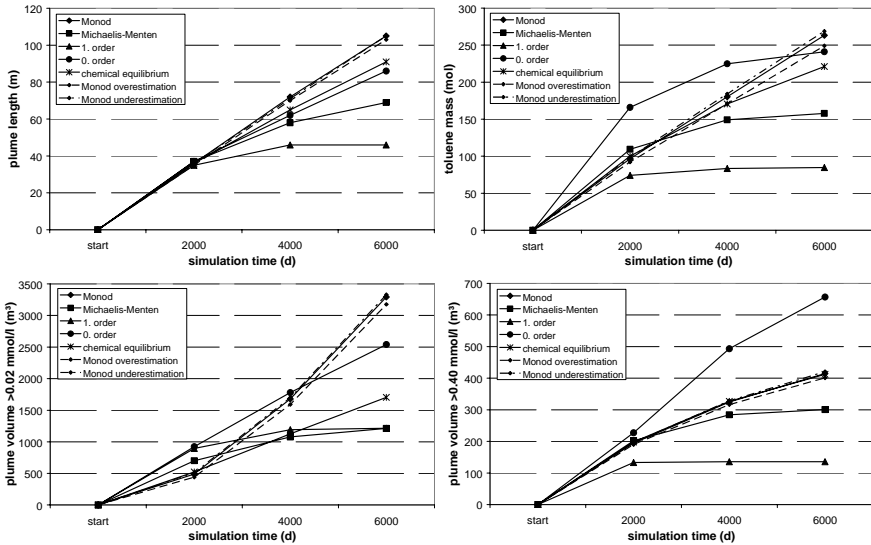 plume length (m)
120
100
80
60
40
20
0
Monod
Michaelis-Menten
1. order
0. order
chemical equilibrium
Monod overestimation
Monod underestimation
start 2000 4000 6000
simulation time (d)
toluene mass (mol)
300
250
200
150
100
50
0
Monod
Michaelis-Menten
1. order
0. order
chemical equilibrium
Monod overestimation
Monod underestimation
start 2000 4000 6000
simulation time (d)
plume volume >0.02 mmol/l (m³)
3500
3000
2500
2000
1500
1000
500
0
Monod
Michaelis-Menten
1. order
0. order
chemical equilibrium
Monod overestimation
Monod underestimation
start 2000 4000 6000
simulation time (d)
plume volume >0.40 mmol/l (m³)
700
600
500
400
300
200
100
0
Monod
Michaelis-Menten
1. order
0. order
chemical equilibrium
Monod overestimation
Monod underestimation
start 2000 4000 6000
simulation time (d)